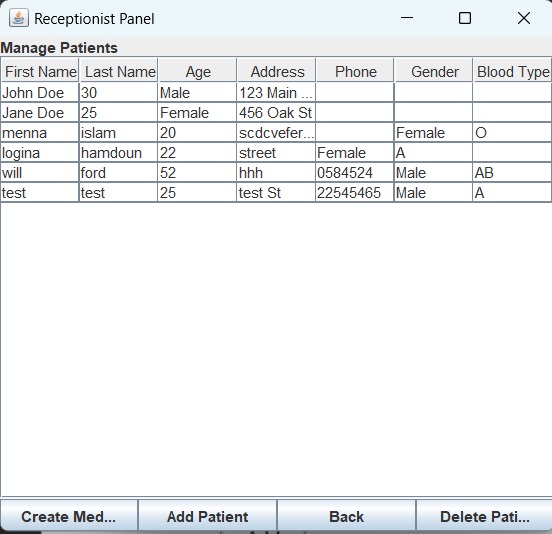 Receptionist Panel
Manage Patients
First Name Last Name Age Address Phone Gender Blood Type
John Doe 30 Male 123 Main ...
Jane Doe 25 Female 456 Oak St
menna islam 20 scdcvefer... Female O
logina hamdoun 22 street Female A
will ford 52 hhh 0584524 Male AB
test test 25 test St 22545465 Male A
Create Med... Add Patient Back Delete Pati...